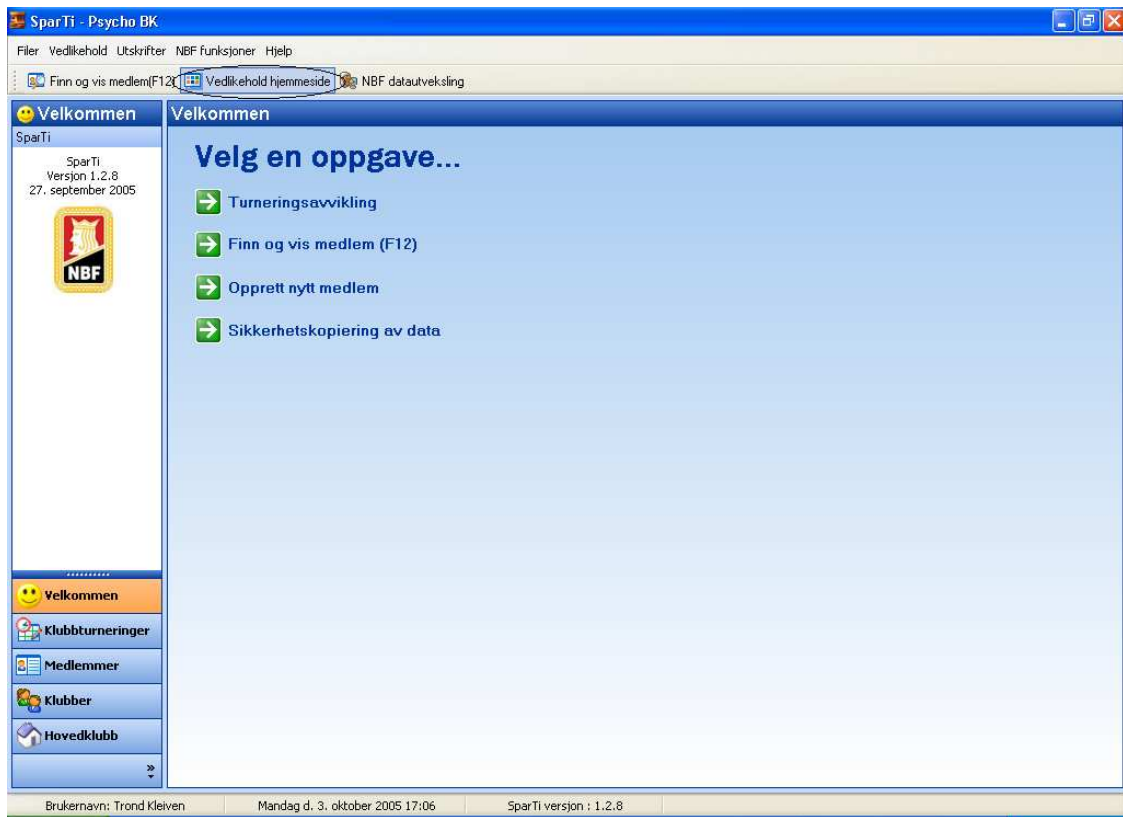 SparTi - Psycho BK
Filer Vedlikehold Utskrifter NBF funksjoner Hjelp
Finn og vis medlem(F12( Vedlikehold hjemmeside NBF datautveksling
Velkommen
Velkommen
SparTi
SparTi
Versjon 1.2.8
27. september 2005
NBF
Velg en oppgave...
Turneringsavvikling
Finn og vis medlem (F12)
Opprett nytt medlem
Sikkerhetskopiering av data
Velkommen
Klubbturneringer
Medlemmer
Klubber
Hovedklubb
Brukernavn: Trond Kleiven Mandag d. 3. oktober 2005 17:06 SparTi versjon : 1.2.8